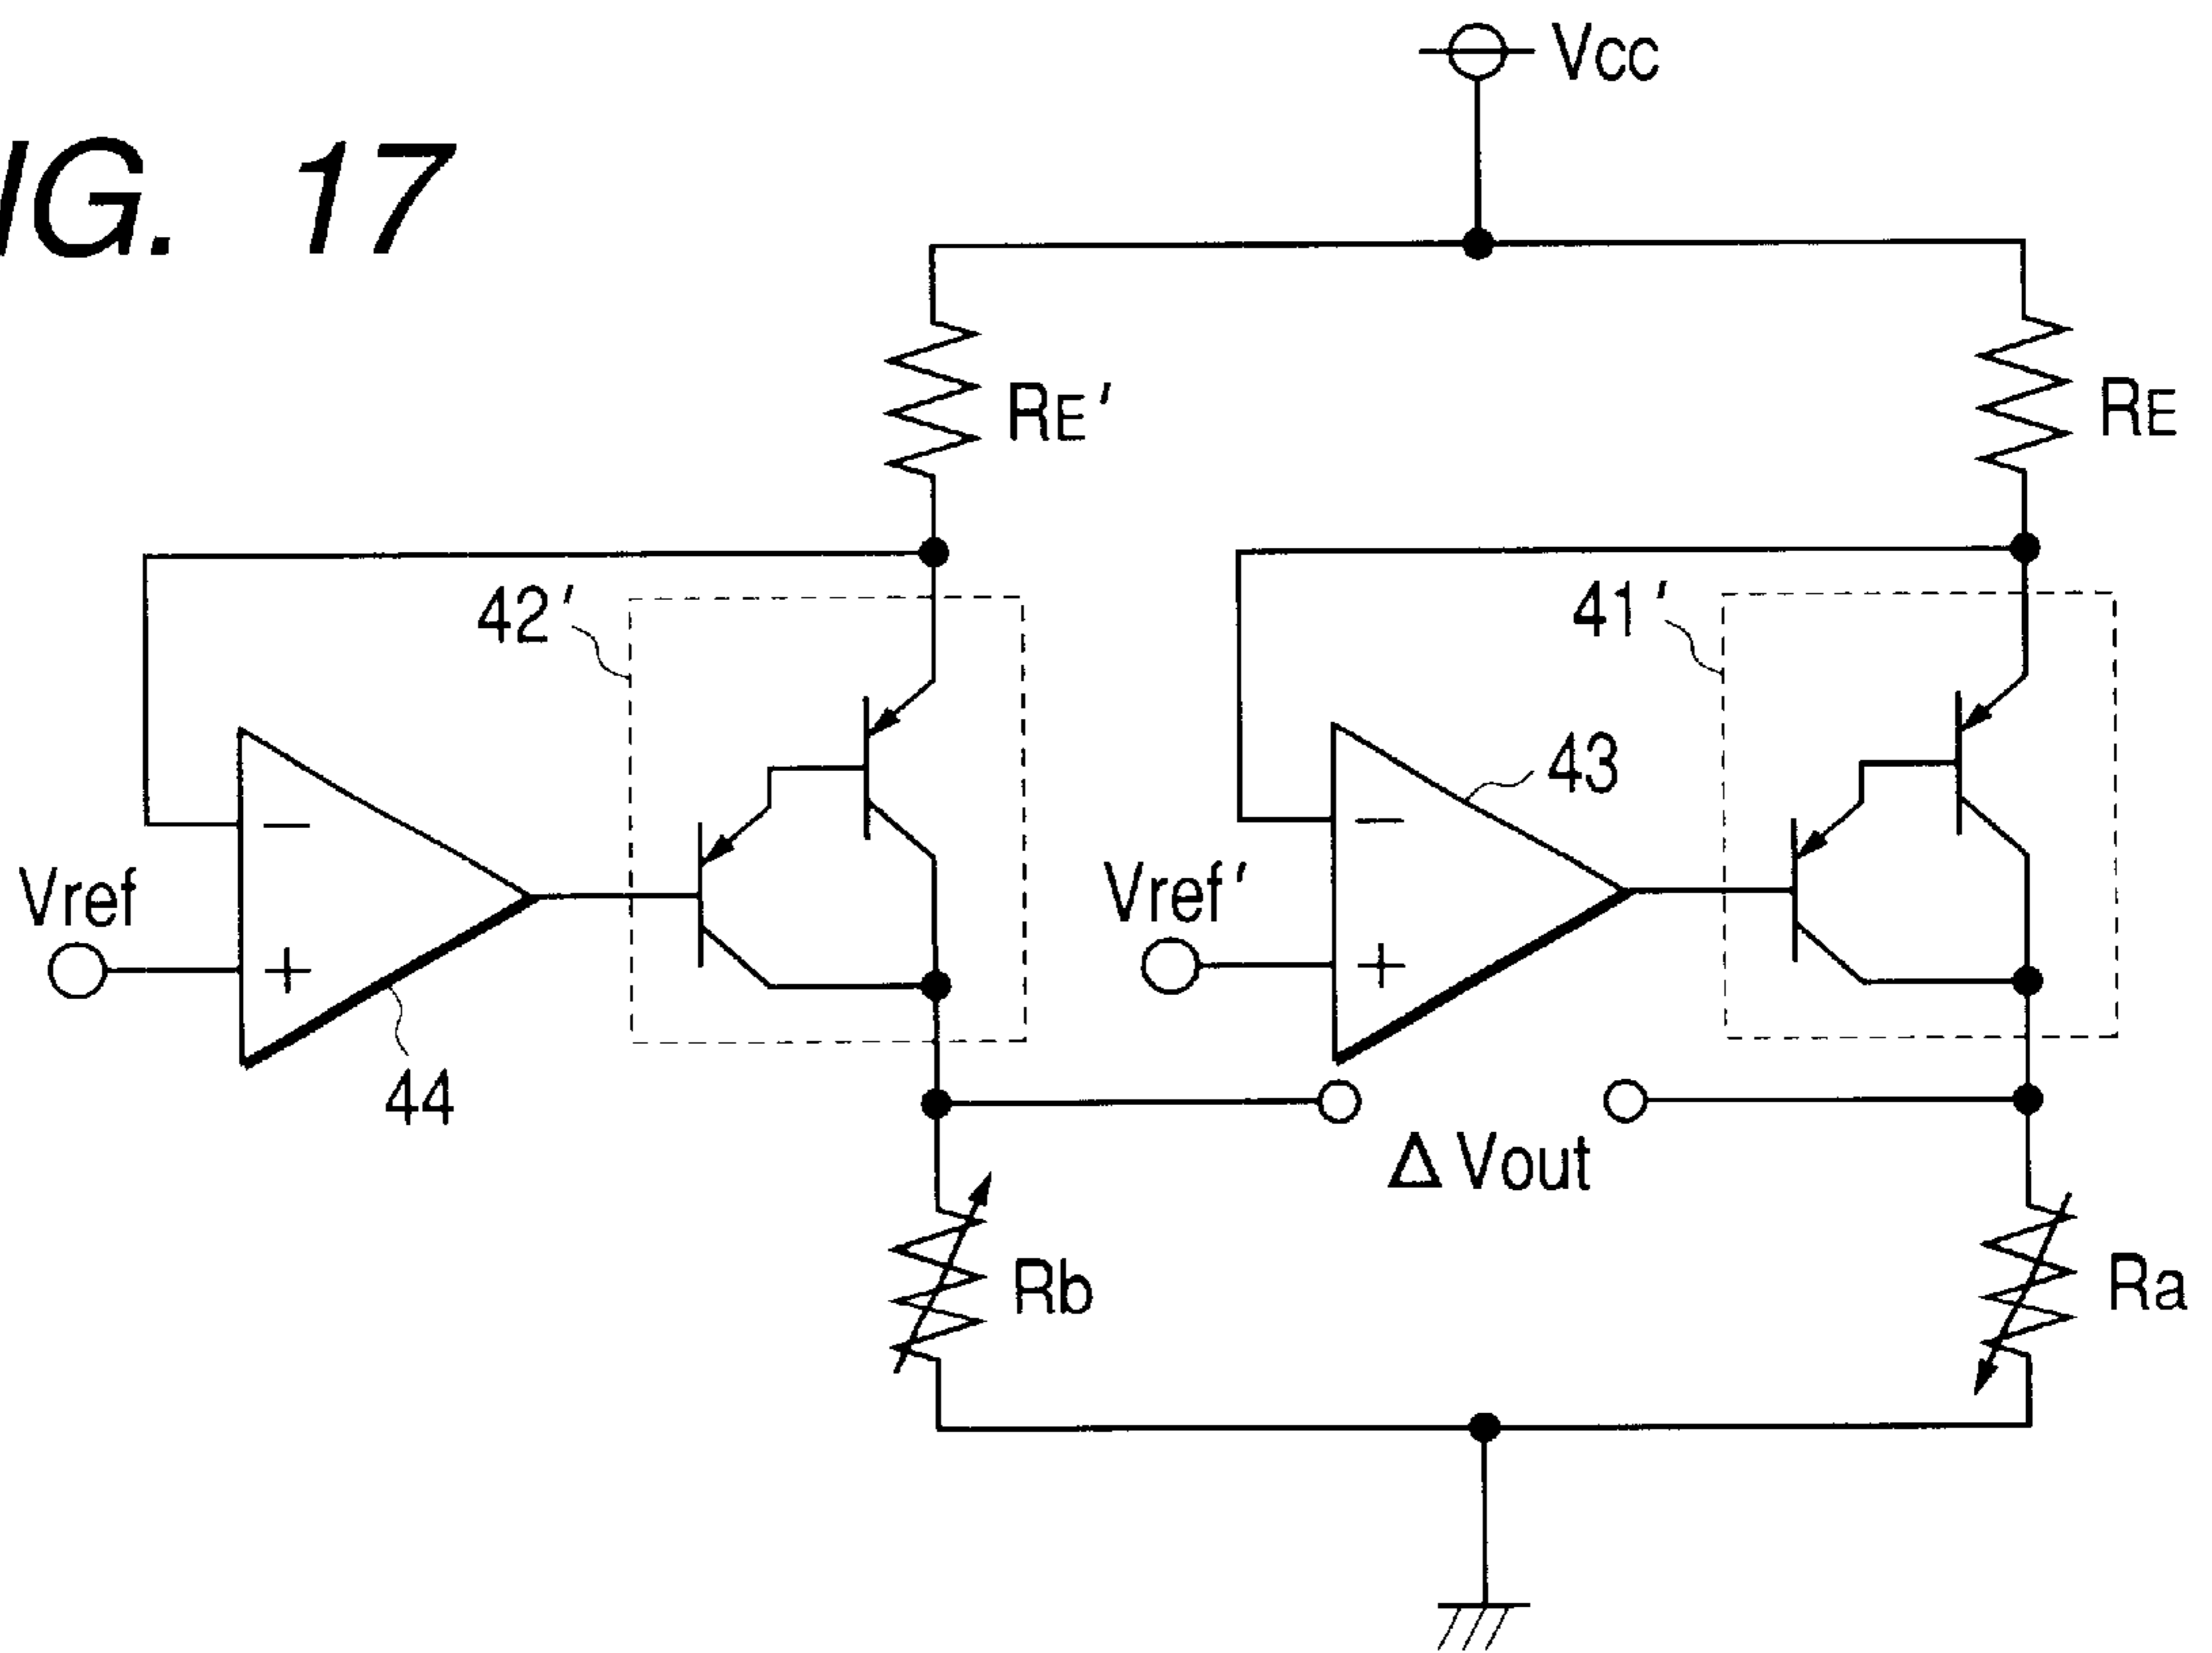 IG. 17
VCC
RE'
RE
42'
41'
43
−
−
Vref
Vref'
+
+
44
ΔVout
Rb
Ra